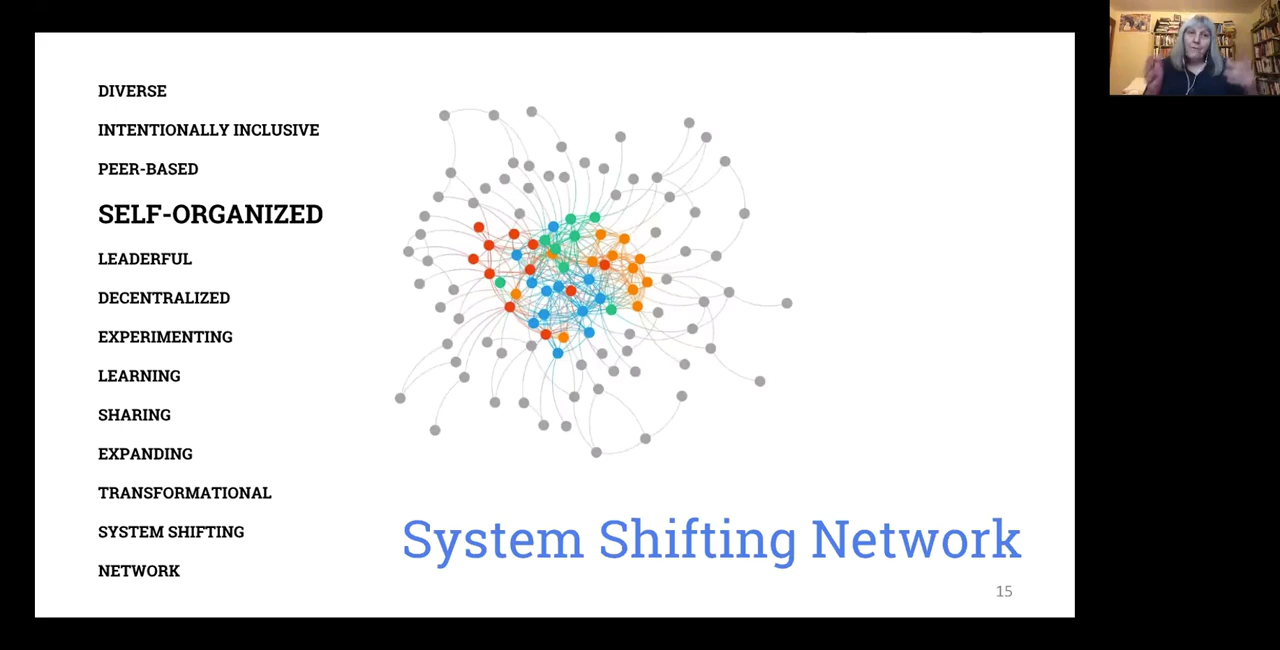 DIVERSE
INTENTIONALLY INCLUSIVE
PEER-BASED
SELF-ORGANIZED
LEADERFUL
DECENTRALIZED
EXPERIMENTING
LEARNING
SHARING
EXPANDING
TRANSFORMATIONAL
SYSTEM SHIFTING
NETWORK
System Shifting Network
15